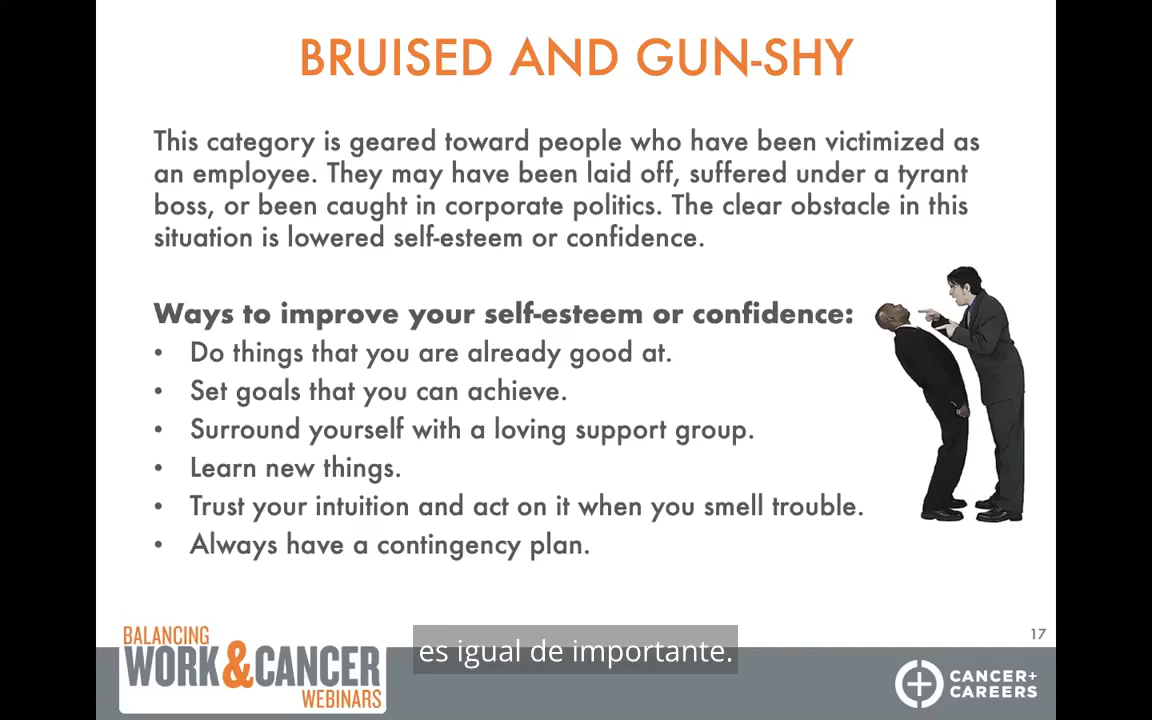 BRUISED AND GUN-SHY
This category is geared toward people who have been victimized as
an employee. They may have been laid off, suffered under a tyrant
boss, or been caught in corporate politics. The clear obstacle in this
situation is lowered self-esteem or confidence.
Ways to improve your self-esteem or confidence:
• Do things that you are already good at.
• Set goals that you can achieve.
• Surround yourself with a loving support group.
• Learn new things.
• Trust your intuition and act on it when you smell trouble.
• Always have a contingency plan.
17
BALANCING
WORK & CANCER
WEBINARS
es igual de importante.
CANCER+
CAREERS